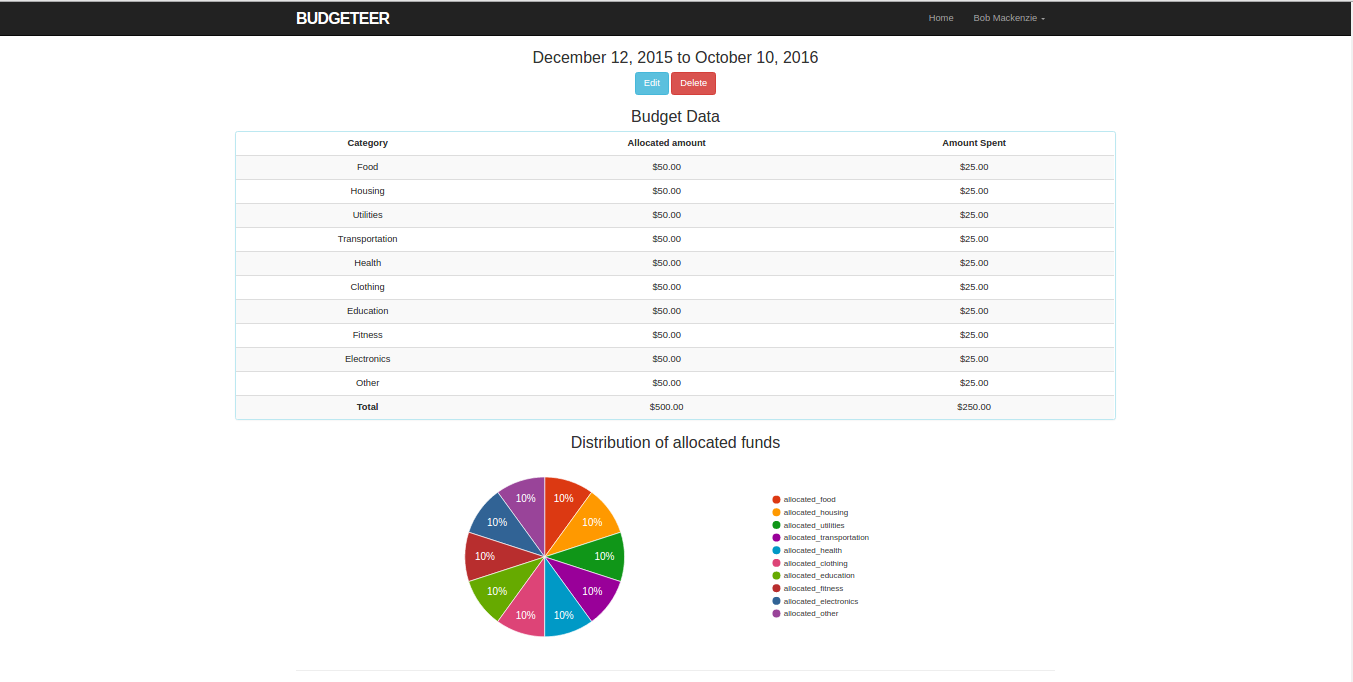 BUDGETEER Home Bob Mackenzie
December 12, 2015 to October 10, 2016
Edit Delete
Budget Data
Category Allocated amount Amount Spent
Food $50.00 $25.00
Housing $50.00 $25.00
Utilities $50.00 $25.00
Transportation $50.00 $25.00
Health $50.00 $25.00
Clothing $50.00 $25.00
Education $50.00 $25.00
Fitness $50.00 $25.00
Electronics $50.00 $25.00
Other $50.00 $25.00
Total $500.00 $250.00
Distribution of allocated funds
10% 10%
10% 10%
10% 10%
10% 10%
10% 10%
allocated_food
allocated_housing
allocated_utilities
allocated_transportation
allocated_health
allocated_clothing
allocated_education
allocated_fitness
allocated_electronics
allocated_other